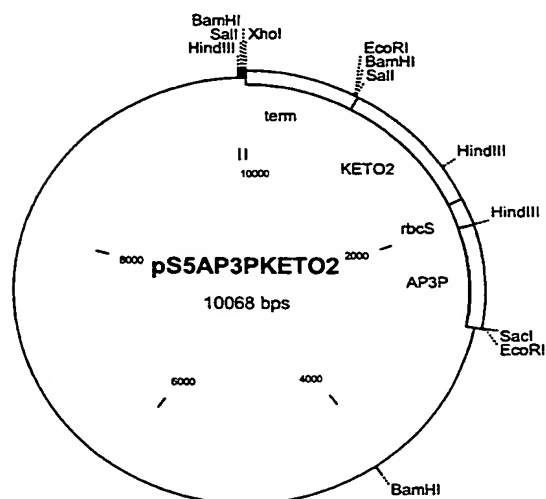 BamHI
SalI XhoI
HindIII
EcoRI
BamHI
SalI
term
HindIII
KETO2
10000
HindIII
rbcS
8000
pS5AP3PKETO2
2000
AP3P
10068 bps
SacI
EcoRI
6000
4000
BamHI